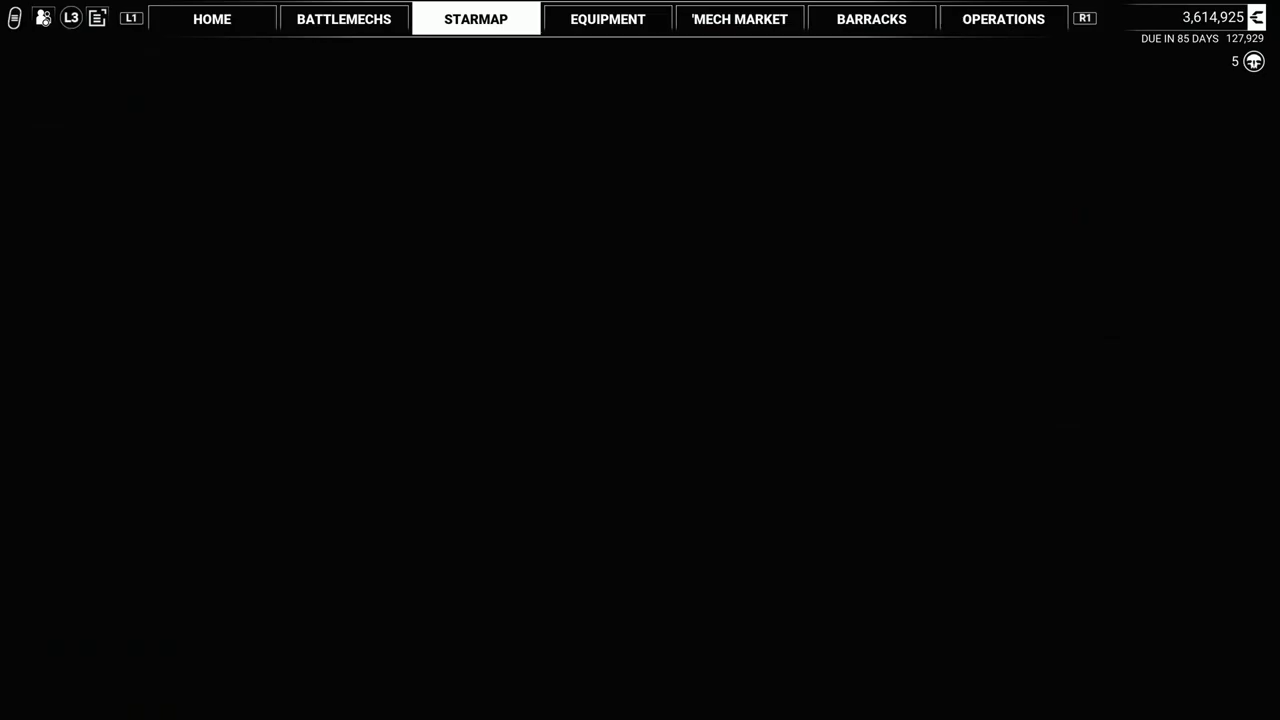 L3 L1 HOME BATTLEMECHS STARMAP EQUIPMENT 'MECH MARKET BARRACKS OPERATIONS R1 3,614,925
DUE IN 85 DAYS 127,929
5